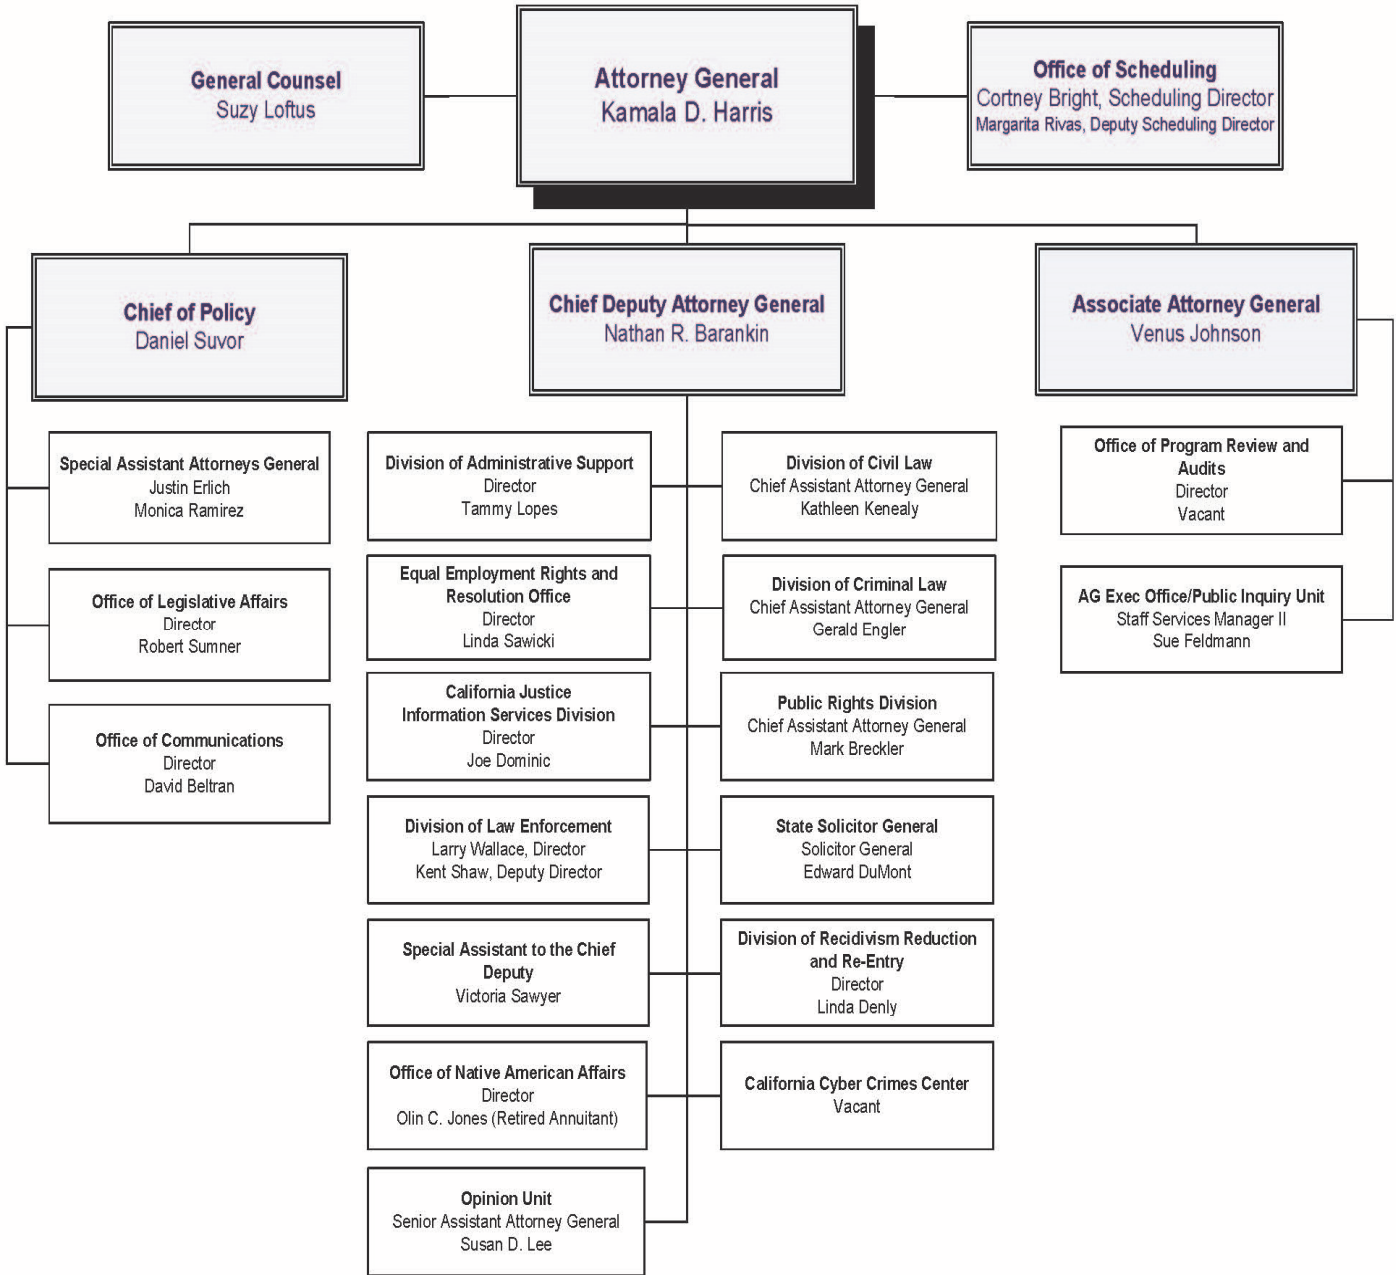 General Counsel
Suzy Loftus
Attorney General
Kamala D. Harris
Office of Scheduling
Cortney Bright, Scheduling Director
Margarita Rivas, Deputy Scheduling Director
Chief of Policy
Daniel Suvor
Chief Deputy Attorney General
Nathan R. Barankin
Associate Attorney General
Venus Johnson
Special Assistant Attorneys General
Justin Erlich
Monica Ramirez
Office of Legislative Affairs
Director
Robert Sumner
Office of Communications
Director
David Beltran
Division of Administrative Support
Director
Tammy Lopes
Equal Employment Rights and
Resolution Office
Director
Linda Sawicki
California Justice
Information Services Division
Director
Joe Dominic
Division of Law Enforcement
Larry Wallace, Director
Kent Shaw, Deputy Director
Special Assistant to the Chief
Deputy
Victoria Sawyer
Office of Native American Affairs
Director
Olin C. Jones (Retired Annuitant)
Opinion Unit
Senior Assistant Attorney General
Susan D. Lee
Division of Civil Law
Chief Assistant Attorney General
Kathleen Kenealy
Division of Criminal Law
Chief Assistant Attorney General
Gerald Engler
Public Rights Division
Chief Assistant Attorney General
Mark Breckler
State Solicitor General
Solicitor General
Edward DuMont
Division of Recidivism Reduction
and Re-Entry
Director
Linda Denly
California Cyber Crimes Center
Vacant
Office of Program Review and
Audits
Director
Vacant
AG Exec Office/Public Inquiry Unit
Staff Services Manager II
Sue Feldmann